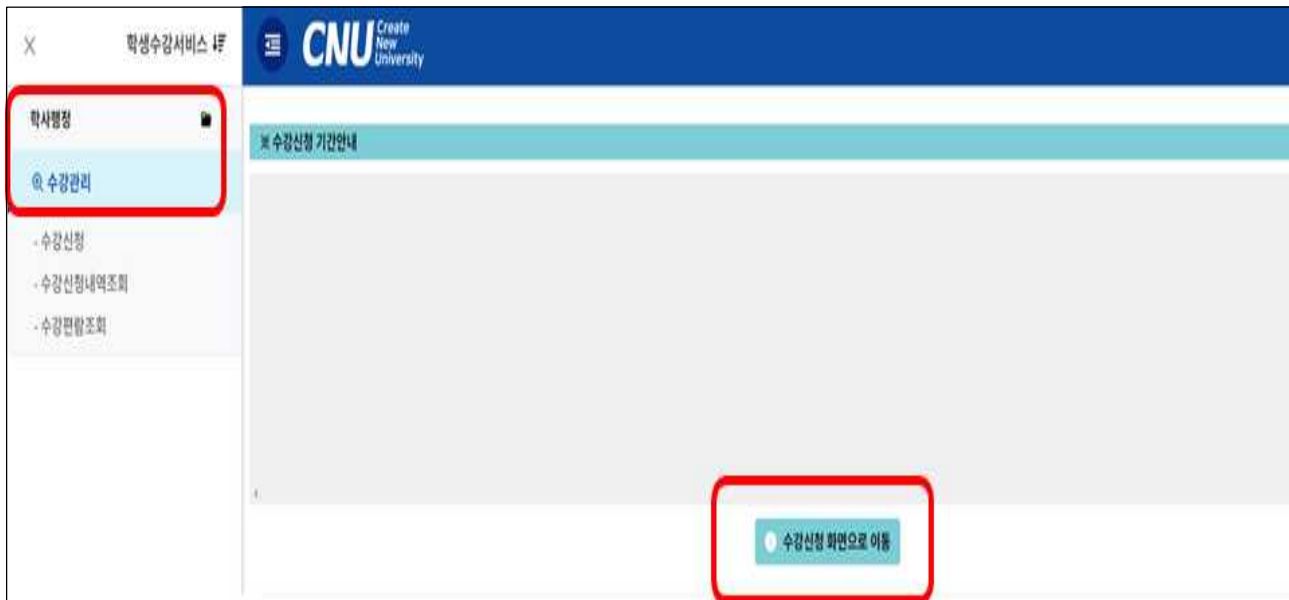 학생수강서비스
CNU Create New University
학사행정
수강관리
- 수강신청
- 수강신청내역조회
- 수강편람조회
※ 수강신청 기간안내
수강신청 화면으로 이동